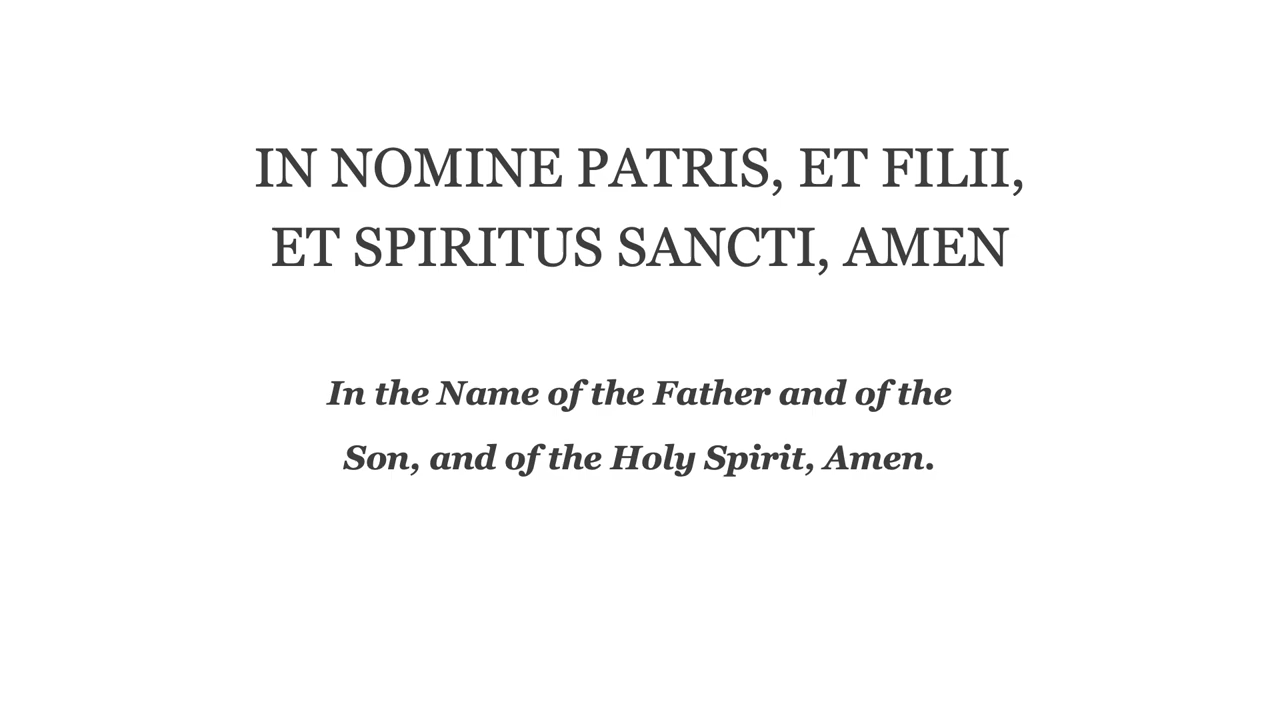 IN NOMINE PATRIS, ET FILII,
ET SPIRITUS SANCTI, AMEN
In the Name of the Father and of the
Son, and of the Holy Spirit, Amen.